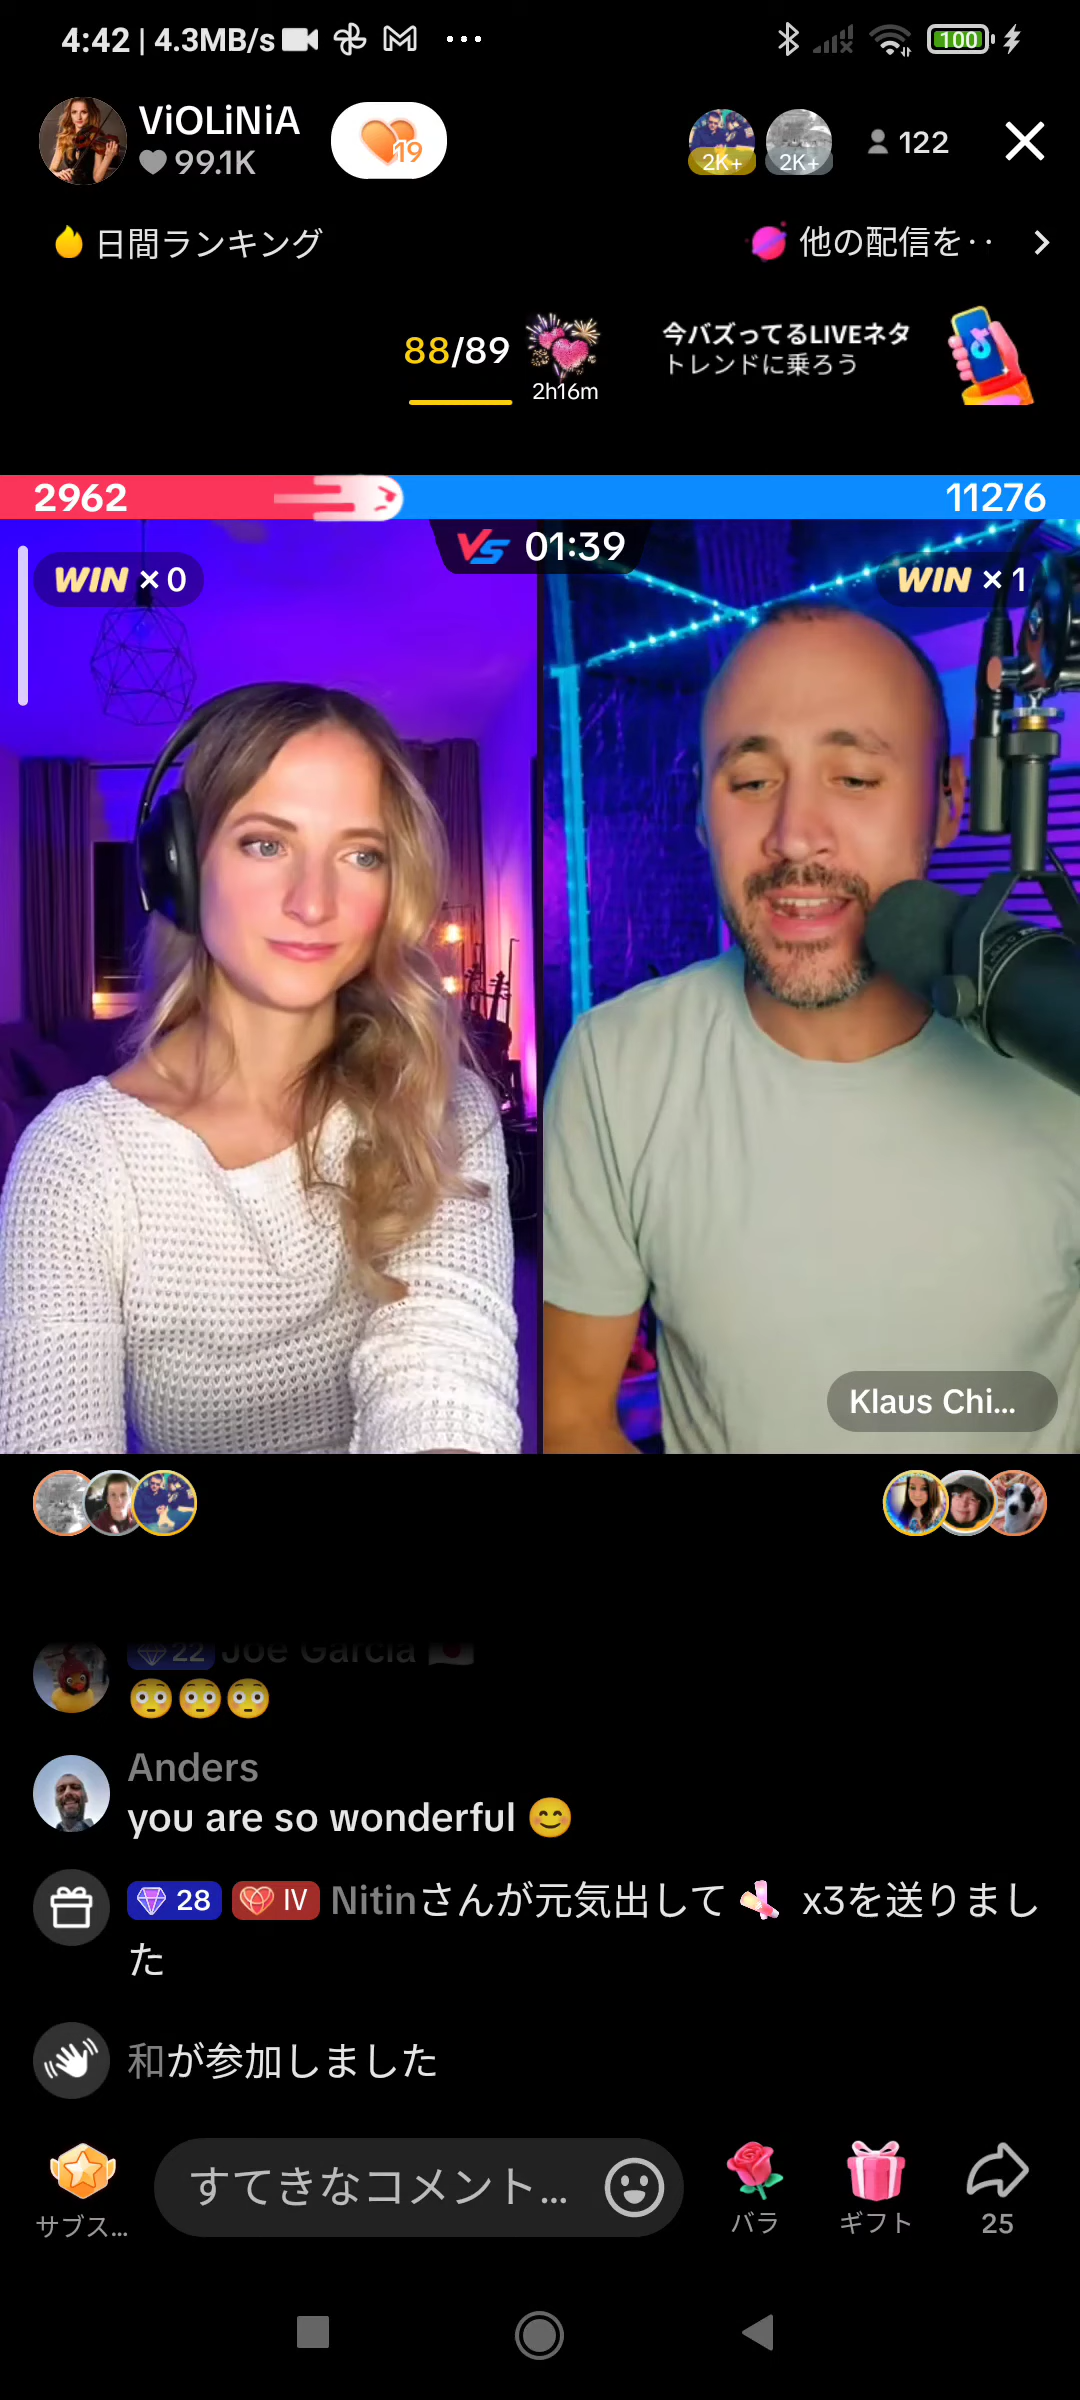 4:42 | 4.3MB/s
100
ViOLiNiA
99.1K
19
2K+
2K+
122
日間ランキング
他の配信を‥
88/89
2h16m
今バズってるLIVEネタ
トレンドに乗ろう
2962
11276
VS 01:39
WIN × 0
WIN × 1
Klaus Chi...
22 Joe Garcia
Anders
you are so wonderful
28 IV Nitinさんが元気出して x3を送りまし
た
和が参加しました
サブス...
すてきなコメント...
バラ
ギフト
25